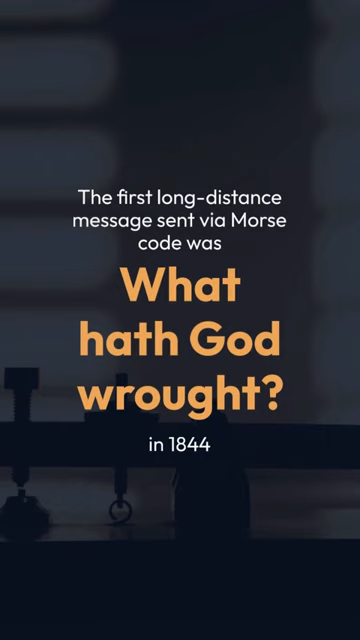 The first long-distance
message sent via Morse
code was
What
hath God
wrought?
in 1844